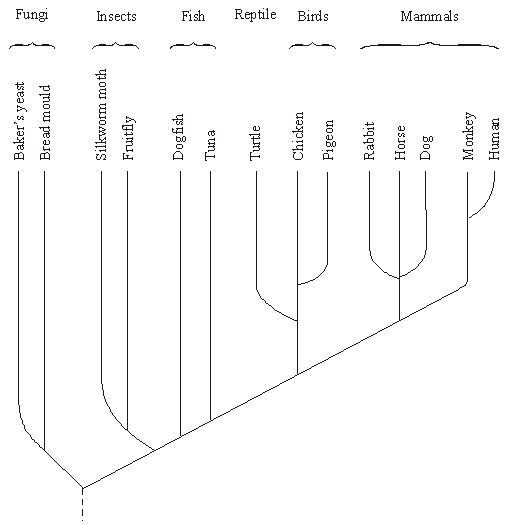 Fungi
Insects
Fish
Reptile
Birds
Mammals
Baker's yeast
Bread mould
Silkworm moth
Fruitfly
Dogfish
Tuna
Turtle
Chicken
Pigeon
Rabbit
Horse
Dog
Monkey
Human